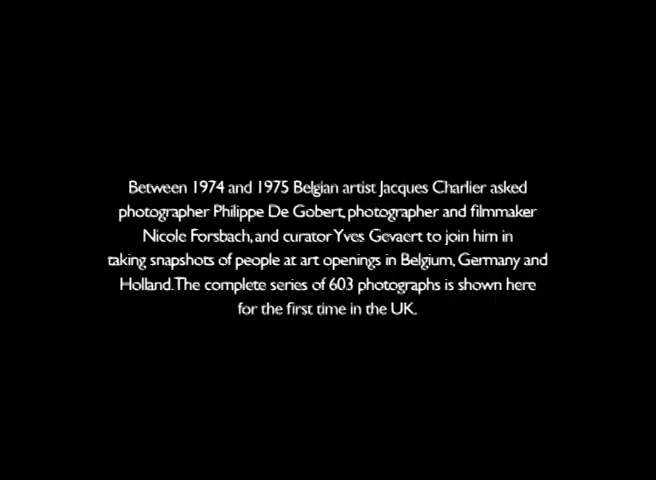 Between 1974 and 1975 Belgian artist Jacques Charlier asked
photographer Philippe De Gobert, photographer and filmmaker
Nicole Forsbach, and curator Yves Gevaert to join him in
taking snapshots of people at art openings in Belgium, Germany and
Holland. The complete series of 603 photographs is shown here
for the first time in the UK.